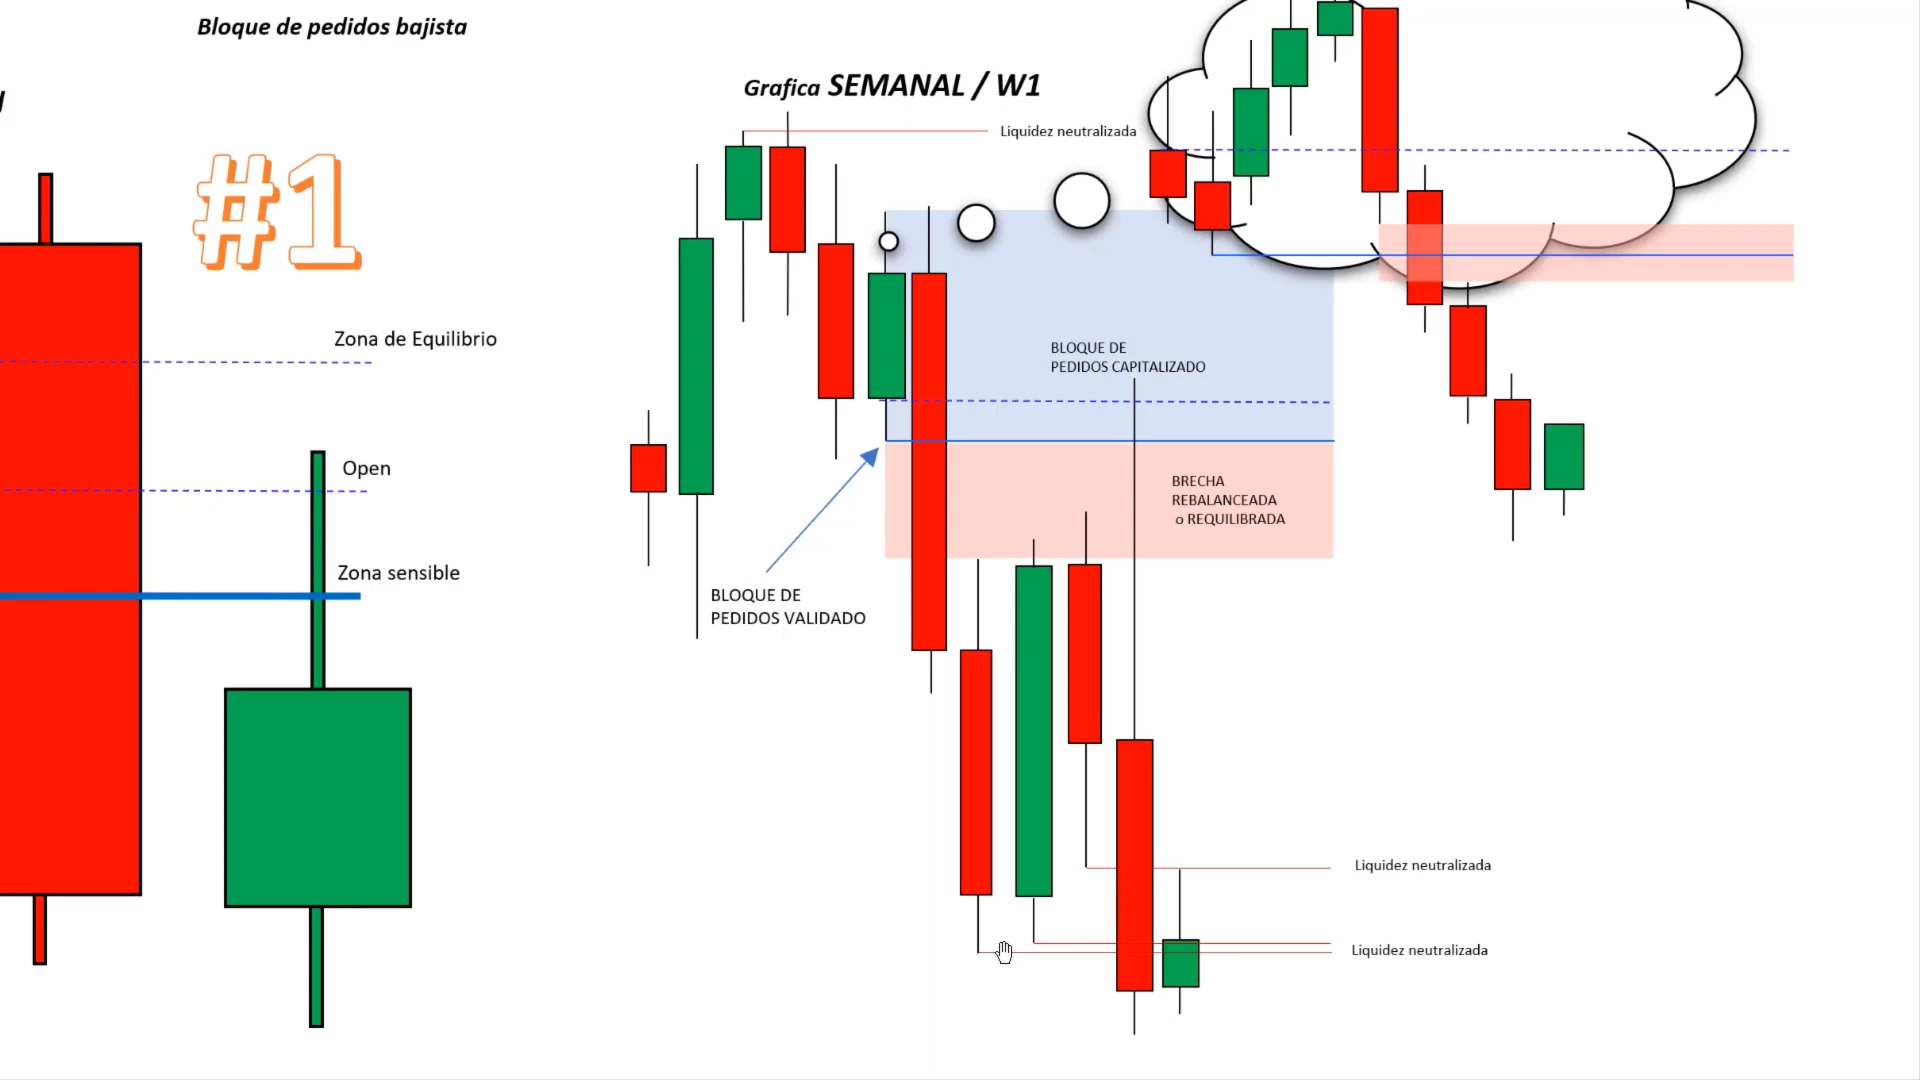 Bloque de pedidos bajista
#1
Zona de Equilibrio
Open
Zona sensible
Grafica SEMANAL / W1
Liquidez neutralizada
BLOQUE DE
PEDIDOS CAPITALIZADO
BRECHA
REBALANCEADA
o REQUILIBRADA
BLOQUE DE
PEDIDOS VALIDADO
Liquidez neutralizada
Liquidez neutralizada